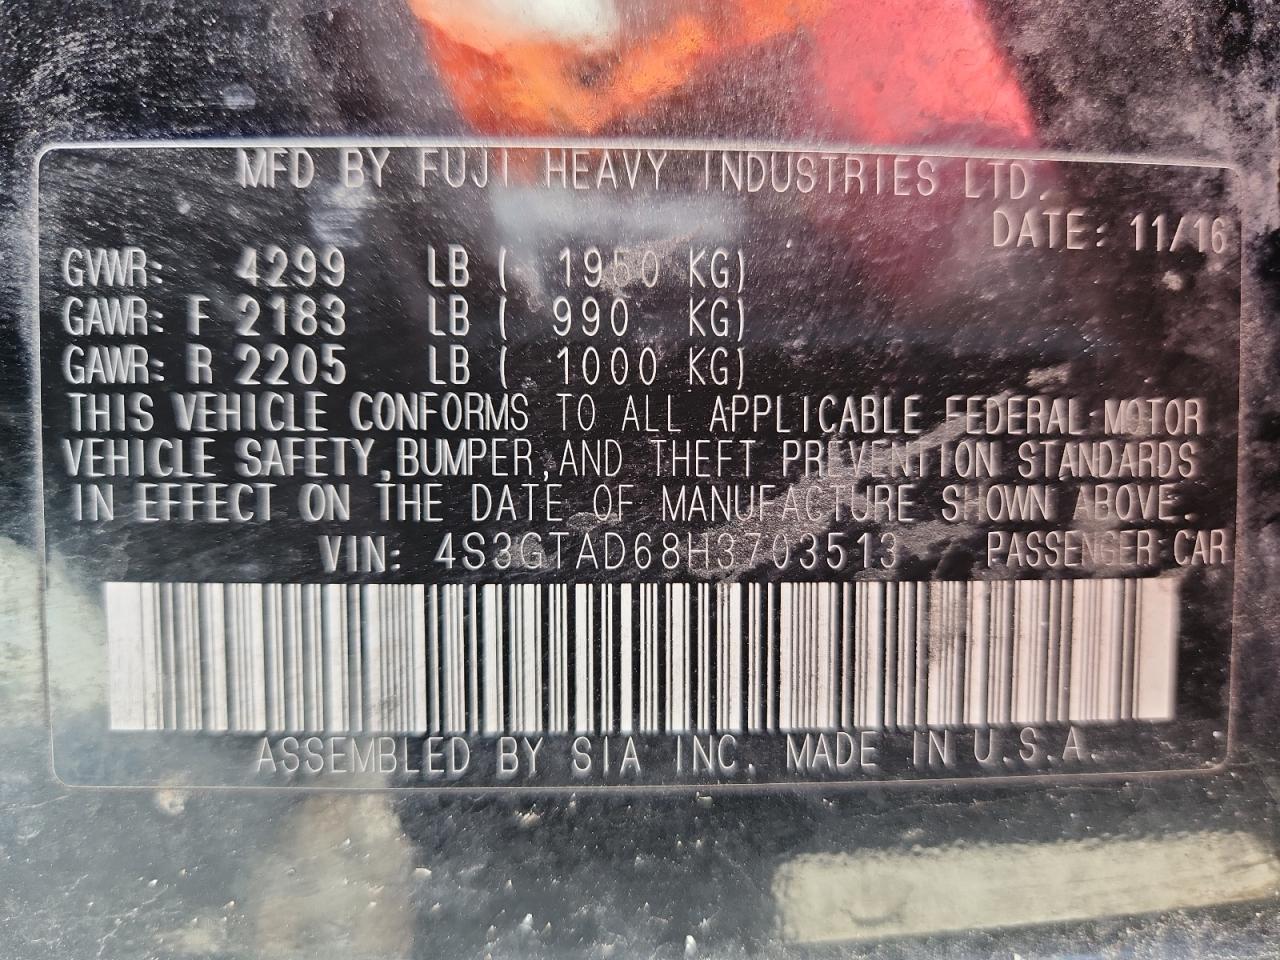 MFD BY FUJI HEAVY INDUSTRIES LTD.
DATE: 11/16
GVWR: 4299 LB ( 1950 KG)
GAWR: F 2183 LB ( 990 KG)
GAWR: R 2205 LB ( 1000 KG)
THIS VEHICLE CONFORMS TO ALL APPLICABLE FEDERAL MOTOR
VEHICLE SAFETY,BUMPER,AND THEFT PREVENTION STANDARDS
IN EFFECT ON THE DATE OF MANUFACTURE SHOWN ABOVE.
VIN: 4S3GTAD68H3703513 PASSENGER CAR
ASSEMBLED BY SIA INC. MADE IN U.S.A.